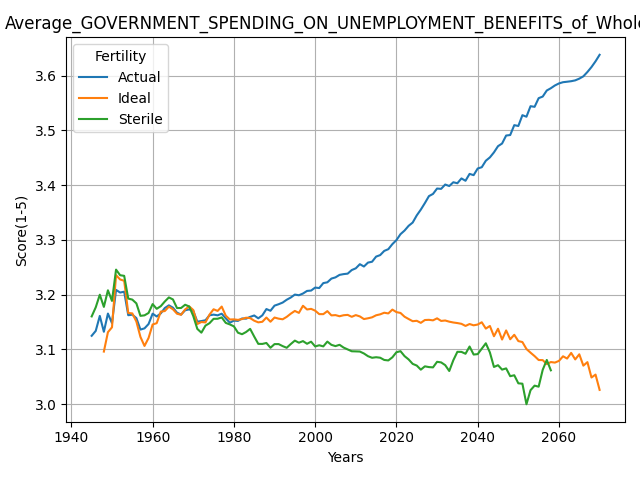 Average_GOVERNMENT_SPENDING_ON_UNEMPLOYMENT_BENEFITS_of_Whole
Fertility
Actual
Ideal
Sterile
Score(1-5)
3.6
3.5
3.4
3.3
3.2
3.1
3.0
1940 1960 1980 2000 2020 2040 2060
Years